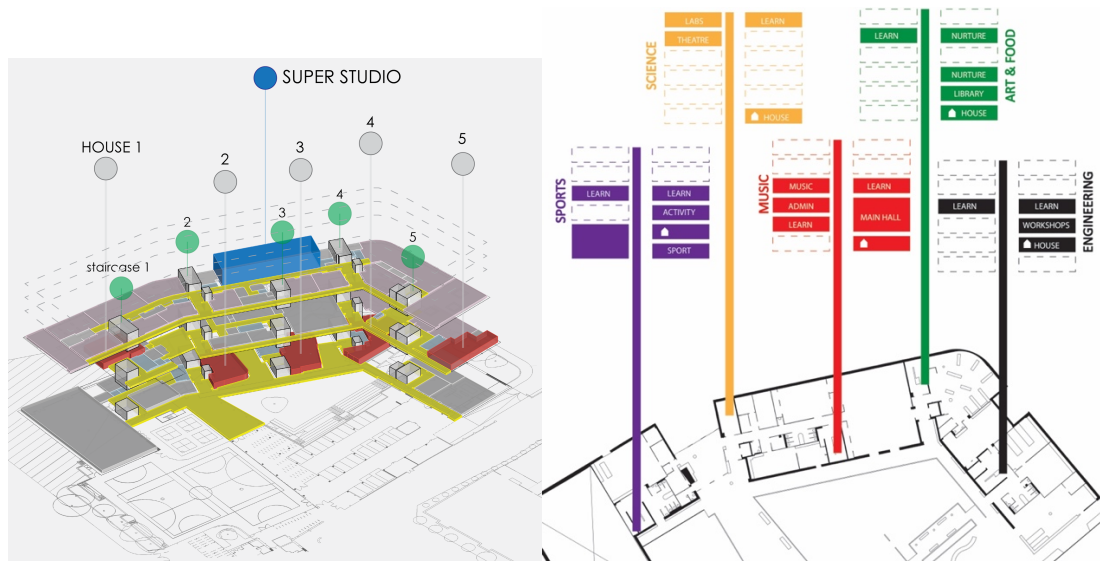 SUPER STUDIO
HOUSE 1
2
3
4
5
2
3
4
5
staircase 1
SCIENCE
LABS
THEATRE
LEARN
HOUSE
ART & FOOD
LEARN
NURTURE
NURTURE
LIBRARY
HOUSE
SPORTS
LEARN
LEARN
ACTIVITY
SPORT
MUSIC
MUSIC
ADMIN
LEARN
LEARN
MAIN HALL
ENGINEERING
LEARN
LEARN
WORKSHOPS
HOUSE